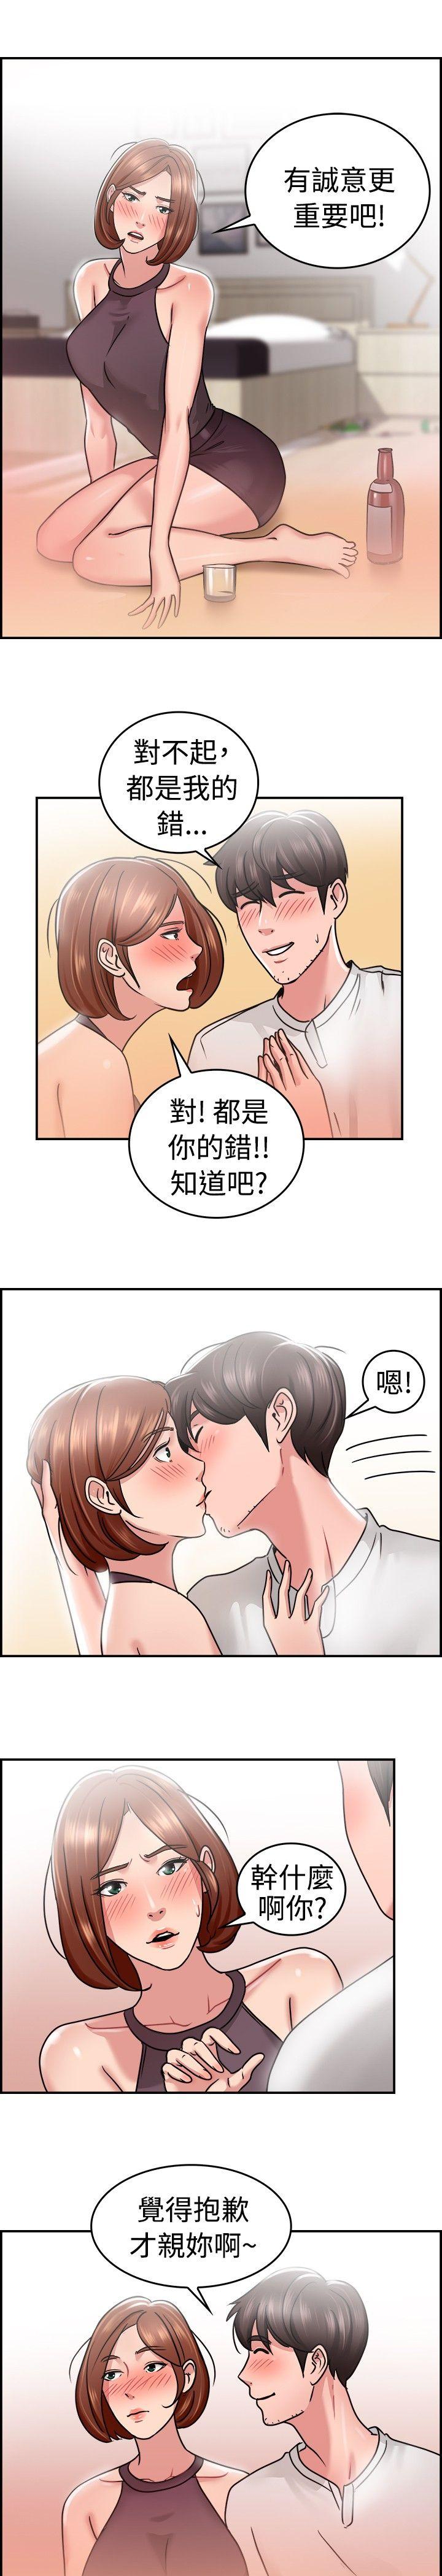 有誠意更
重要吧!
對不起,
都是我的
錯...
對! 都是
你的錯!!
知道吧?
嗯!
幹什麼
啊你?
覺得抱歉
才親妳啊~